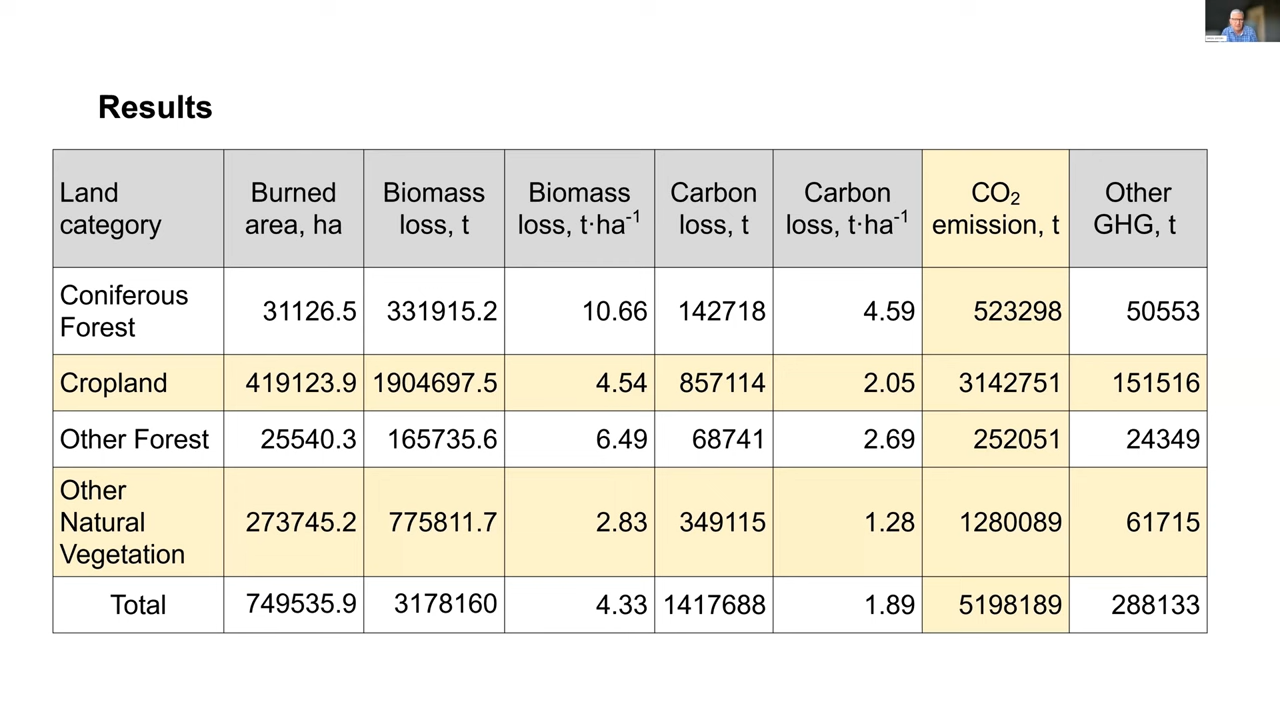 Results
Land category Burned area, ha Biomass loss, t Biomass loss, t·ha⁻¹ Carbon loss, t Carbon loss, t·ha⁻¹ CO₂ emission, t Other GHG, t
Coniferous Forest 31126.5 331915.2 10.66 142718 4.59 523298 50553
Cropland 419123.9 1904697.5 4.54 857114 2.05 3142751 151516
Other Forest 25540.3 165735.6 6.49 68741 2.69 252051 24349
Other Natural Vegetation 273745.2 775811.7 2.83 349115 1.28 1280089 61715
Total 749535.9 3178160 4.33 1417688 1.89 5198189 288133